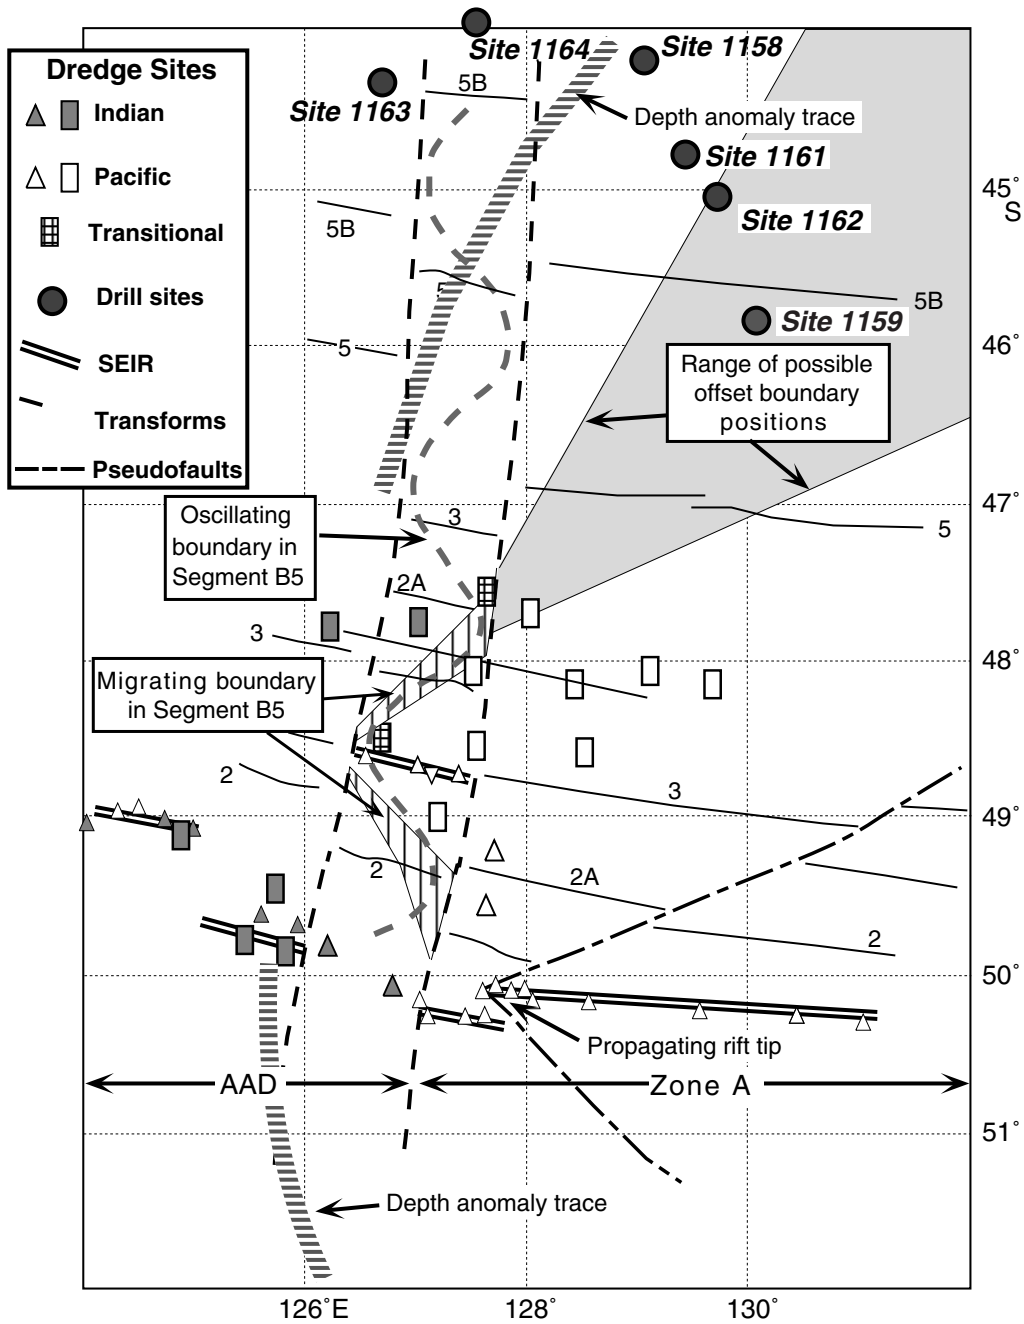 Dredge Sites
Indian
Pacific
Transitional
Drill sites
SEIR
Transforms
Pseudofaults
Site 1164
Site 1158
Site 1163
5B
Depth anomaly trace
Site 1161
45°
S
Site 1162
5B
5
5B
Site 1159
5
46°
Range of possible
offset boundary
positions
47°
Oscillating
boundary in
Segment B5
3
5
2A
3
48°
Migrating boundary
in Segment B5
2
3
49°
2
2A
2
50°
Propagating rift tip
AAD
Zone A
51°
Depth anomaly trace
126°E
128°
130°